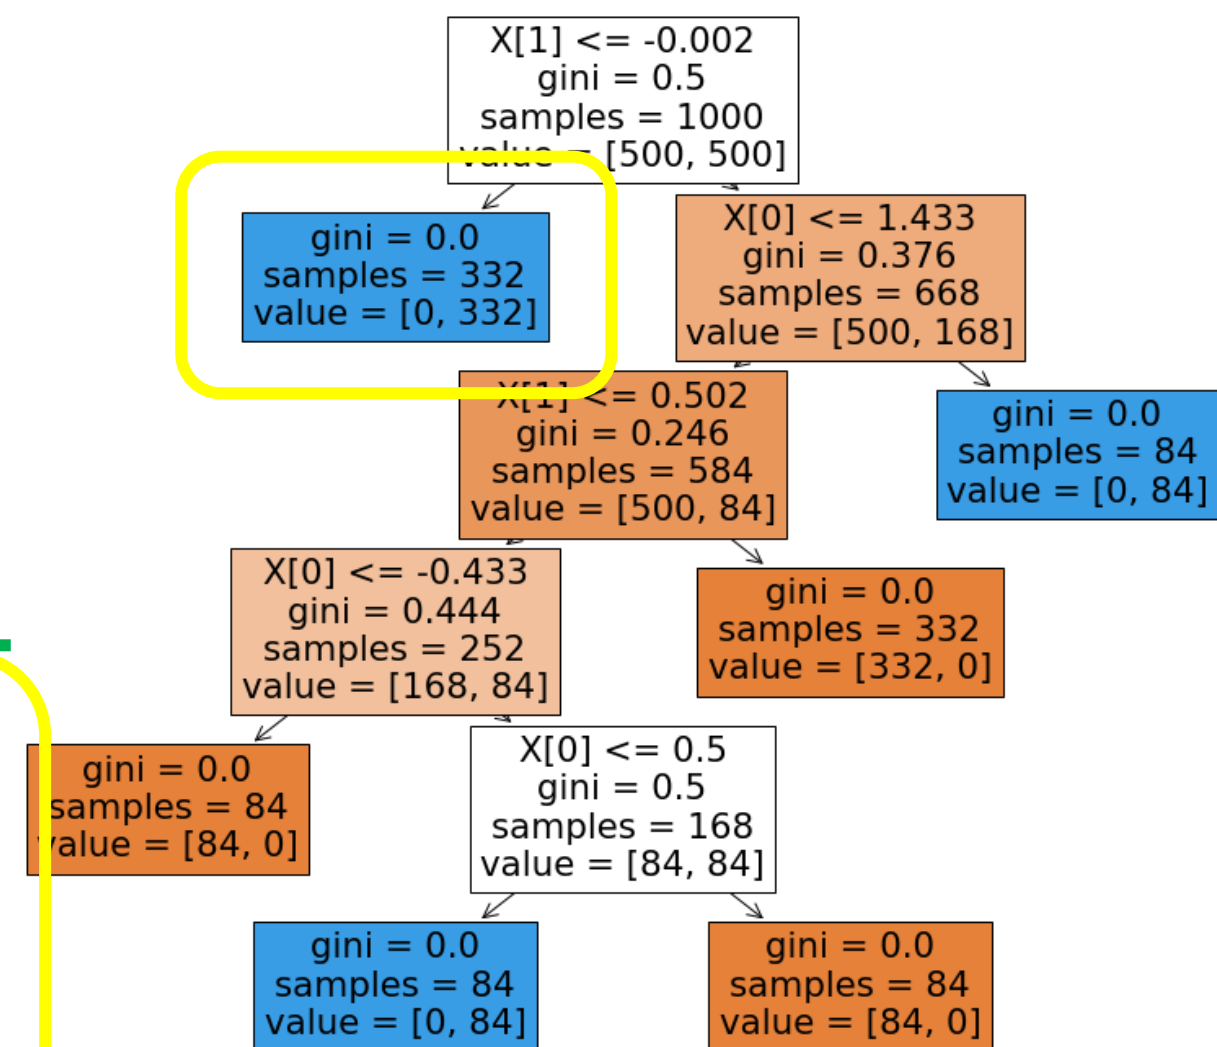 X[1] <= -0.002
gini = 0.5
samples = 1000
value = [500, 500]
gini = 0.0
samples = 332
value = [0, 332]
X[0] <= 1.433
gini = 0.376
samples = 668
value = [500, 168]
X[1] <= 0.502
gini = 0.246
samples = 584
value = [500, 84]
gini = 0.0
samples = 84
value = [0, 84]
X[0] <= -0.433
gini = 0.444
samples = 252
value = [168, 84]
gini = 0.0
samples = 332
value = [332, 0]
gini = 0.0
samples = 84
value = [84, 0]
X[0] <= 0.5
gini = 0.5
samples = 168
value = [84, 84]
gini = 0.0
samples = 84
value = [0, 84]
gini = 0.0
samples = 84
value = [84, 0]